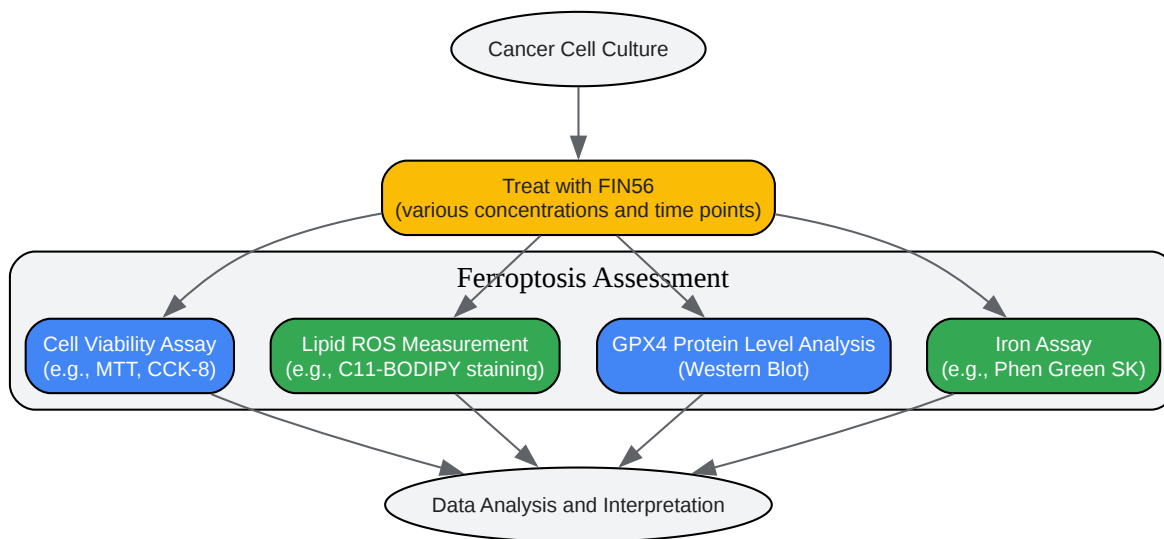 Cancer Cell Culture
Treat with FIN56
(various concentrations and time points)
Ferroptosis Assessment
Cell Viability Assay
(e.g., MTT, CCK-8)
Lipid ROS Measurement
(e.g., C11-BODIPY staining)
GPX4 Protein Level Analysis
(Western Blot)
Iron Assay
(e.g., Phen Green SK)
Data Analysis and Interpretation